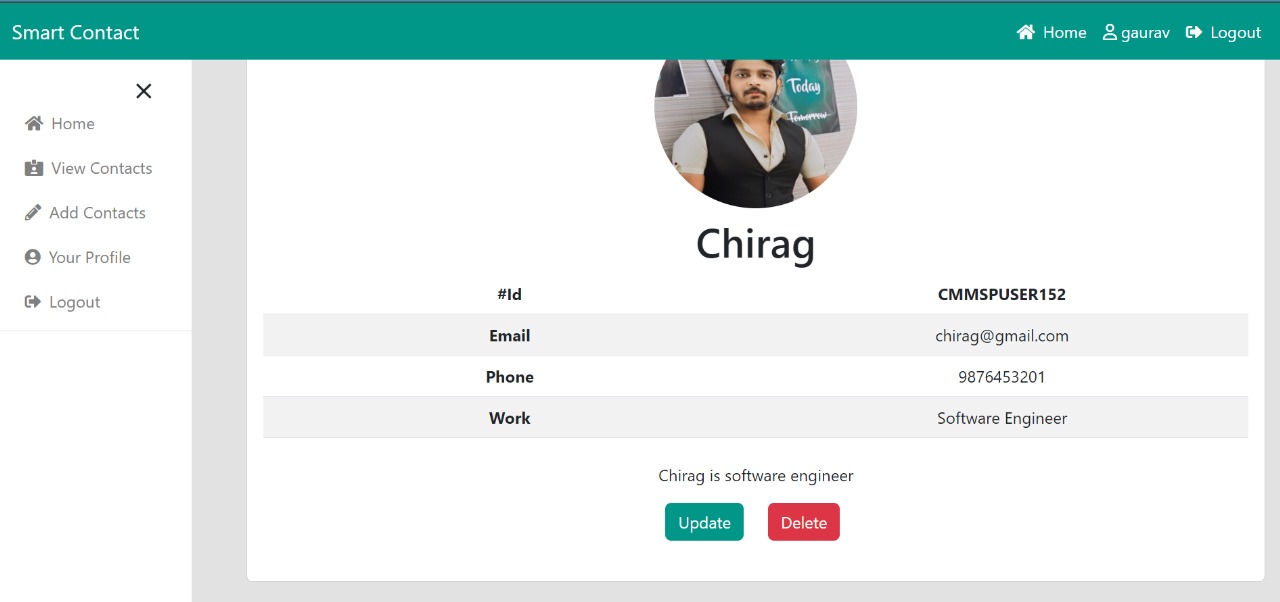 Smart Contact
Home gaurav Logout
Home
View Contacts
Add Contacts
Your Profile
Logout
Today
Tomorrow
Chirag
#Id CMMSPUSER152
Email chirag@gmail.com
Phone 9876453201
Work Software Engineer
Chirag is software engineer
Update Delete